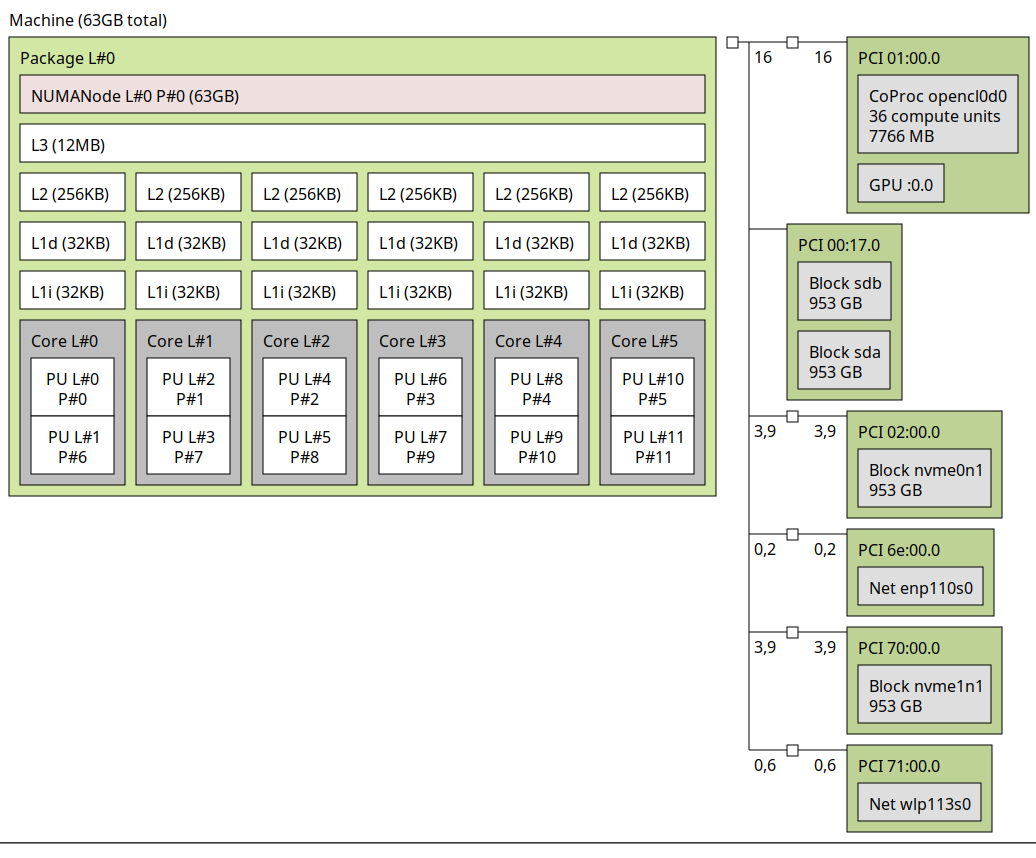 Machine (63GB total)
Package L#0
NUMANode L#0 P#0 (63GB)
L3 (12MB)
L2 (256KB) L2 (256KB) L2 (256KB) L2 (256KB) L2 (256KB) L2 (256KB)
L1d (32KB) L1d (32KB) L1d (32KB) L1d (32KB) L1d (32KB) L1d (32KB)
L1i (32KB) L1i (32KB) L1i (32KB) L1i (32KB) L1i (32KB) L1i (32KB)
Core L#0 Core L#1 Core L#2 Core L#3 Core L#4 Core L#5
PU L#0 PU L#2 PU L#4 PU L#6 PU L#8 PU L#10
P#0 P#1 P#2 P#3 P#4 P#5
PU L#1 PU L#3 PU L#5 PU L#7 PU L#9 PU L#11
P#6 P#7 P#8 P#9 P#10 P#11
16 16 PCI 01:00.0
CoProc opencl0d0
36 compute units
7766 MB
GPU :0.0
PCI 00:17.0
Block sdb
953 GB
Block sda
953 GB
3,9 3,9 PCI 02:00.0
Block nvme0n1
953 GB
0,2 0,2 PCI 6e:00.0
Net enp110s0
3,9 3,9 PCI 70:00.0
Block nvme1n1
953 GB
0,6 0,6 PCI 71:00.0
Net wlp113s0